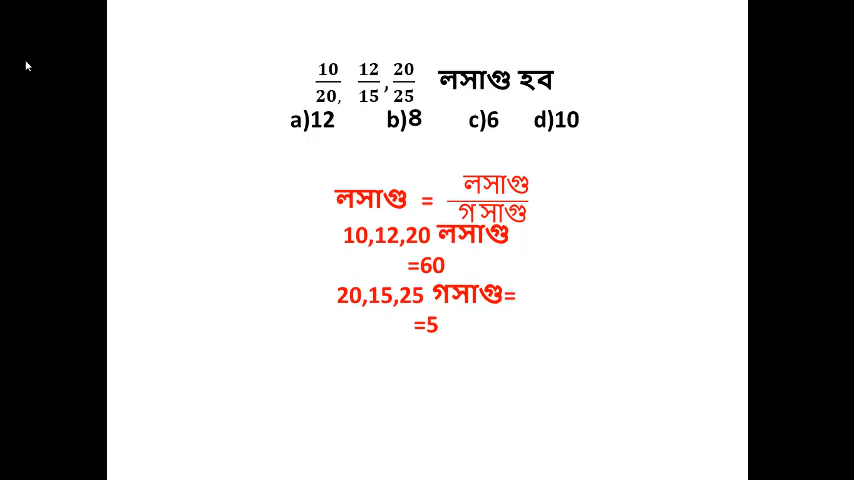 10/20, 12/15, 20/25 লসাগু হব
a)12 b)8 c)6 d)10
লসাগু = লসাগু/গসাগু
10,12,20 লসাগু
=60
20,15,25 গসাগু=
=5